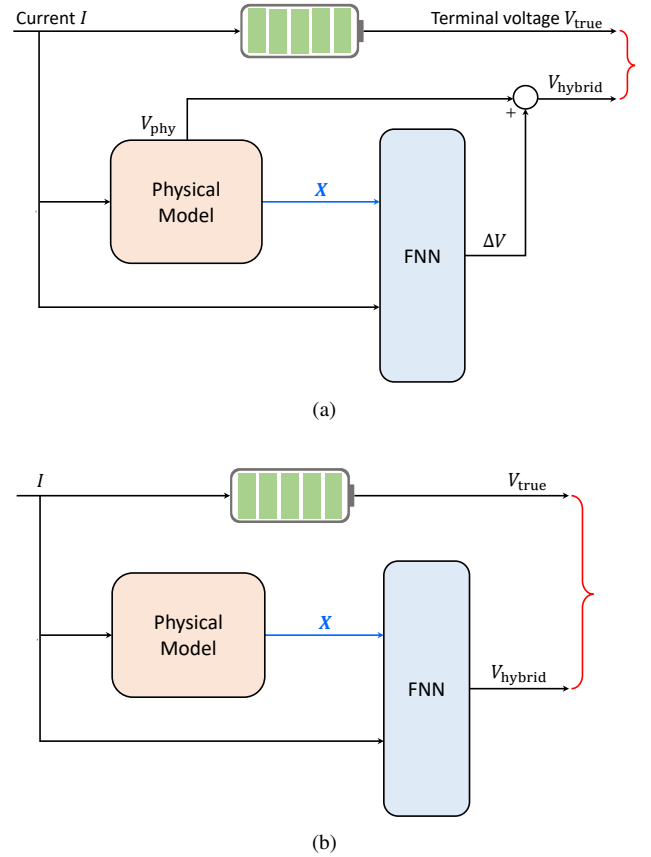 Current I
Terminal voltage V_true
V_hybrid
V_phy
+
Physical
Model
X
FNN
ΔV
(a)
I
V_true
Physical
Model
X
FNN
V_hybrid
(b)